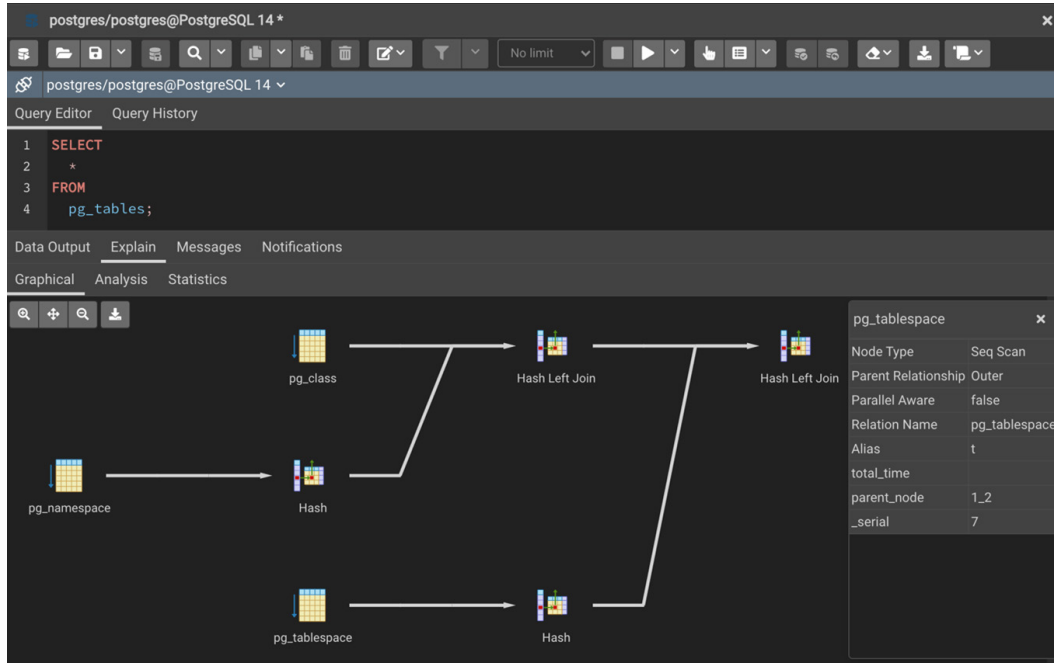 postgres/postgres@PostgreSQL 14 *
No limit
postgres/postgres@PostgreSQL 14
Query Editor Query History
1 SELECT
2 *
3 FROM
4 pg_tables;
Data Output Explain Messages Notifications
Graphical Analysis Statistics
pg_class
Hash Left Join
Hash Left Join
pg_namespace
Hash
pg_tablespace
Hash
pg_tablespace
Node Type Seq Scan
Parent Relationship Outer
Parallel Aware false
Relation Name pg_tablespace
Alias t
total_time
parent_node 1_2
_serial 7